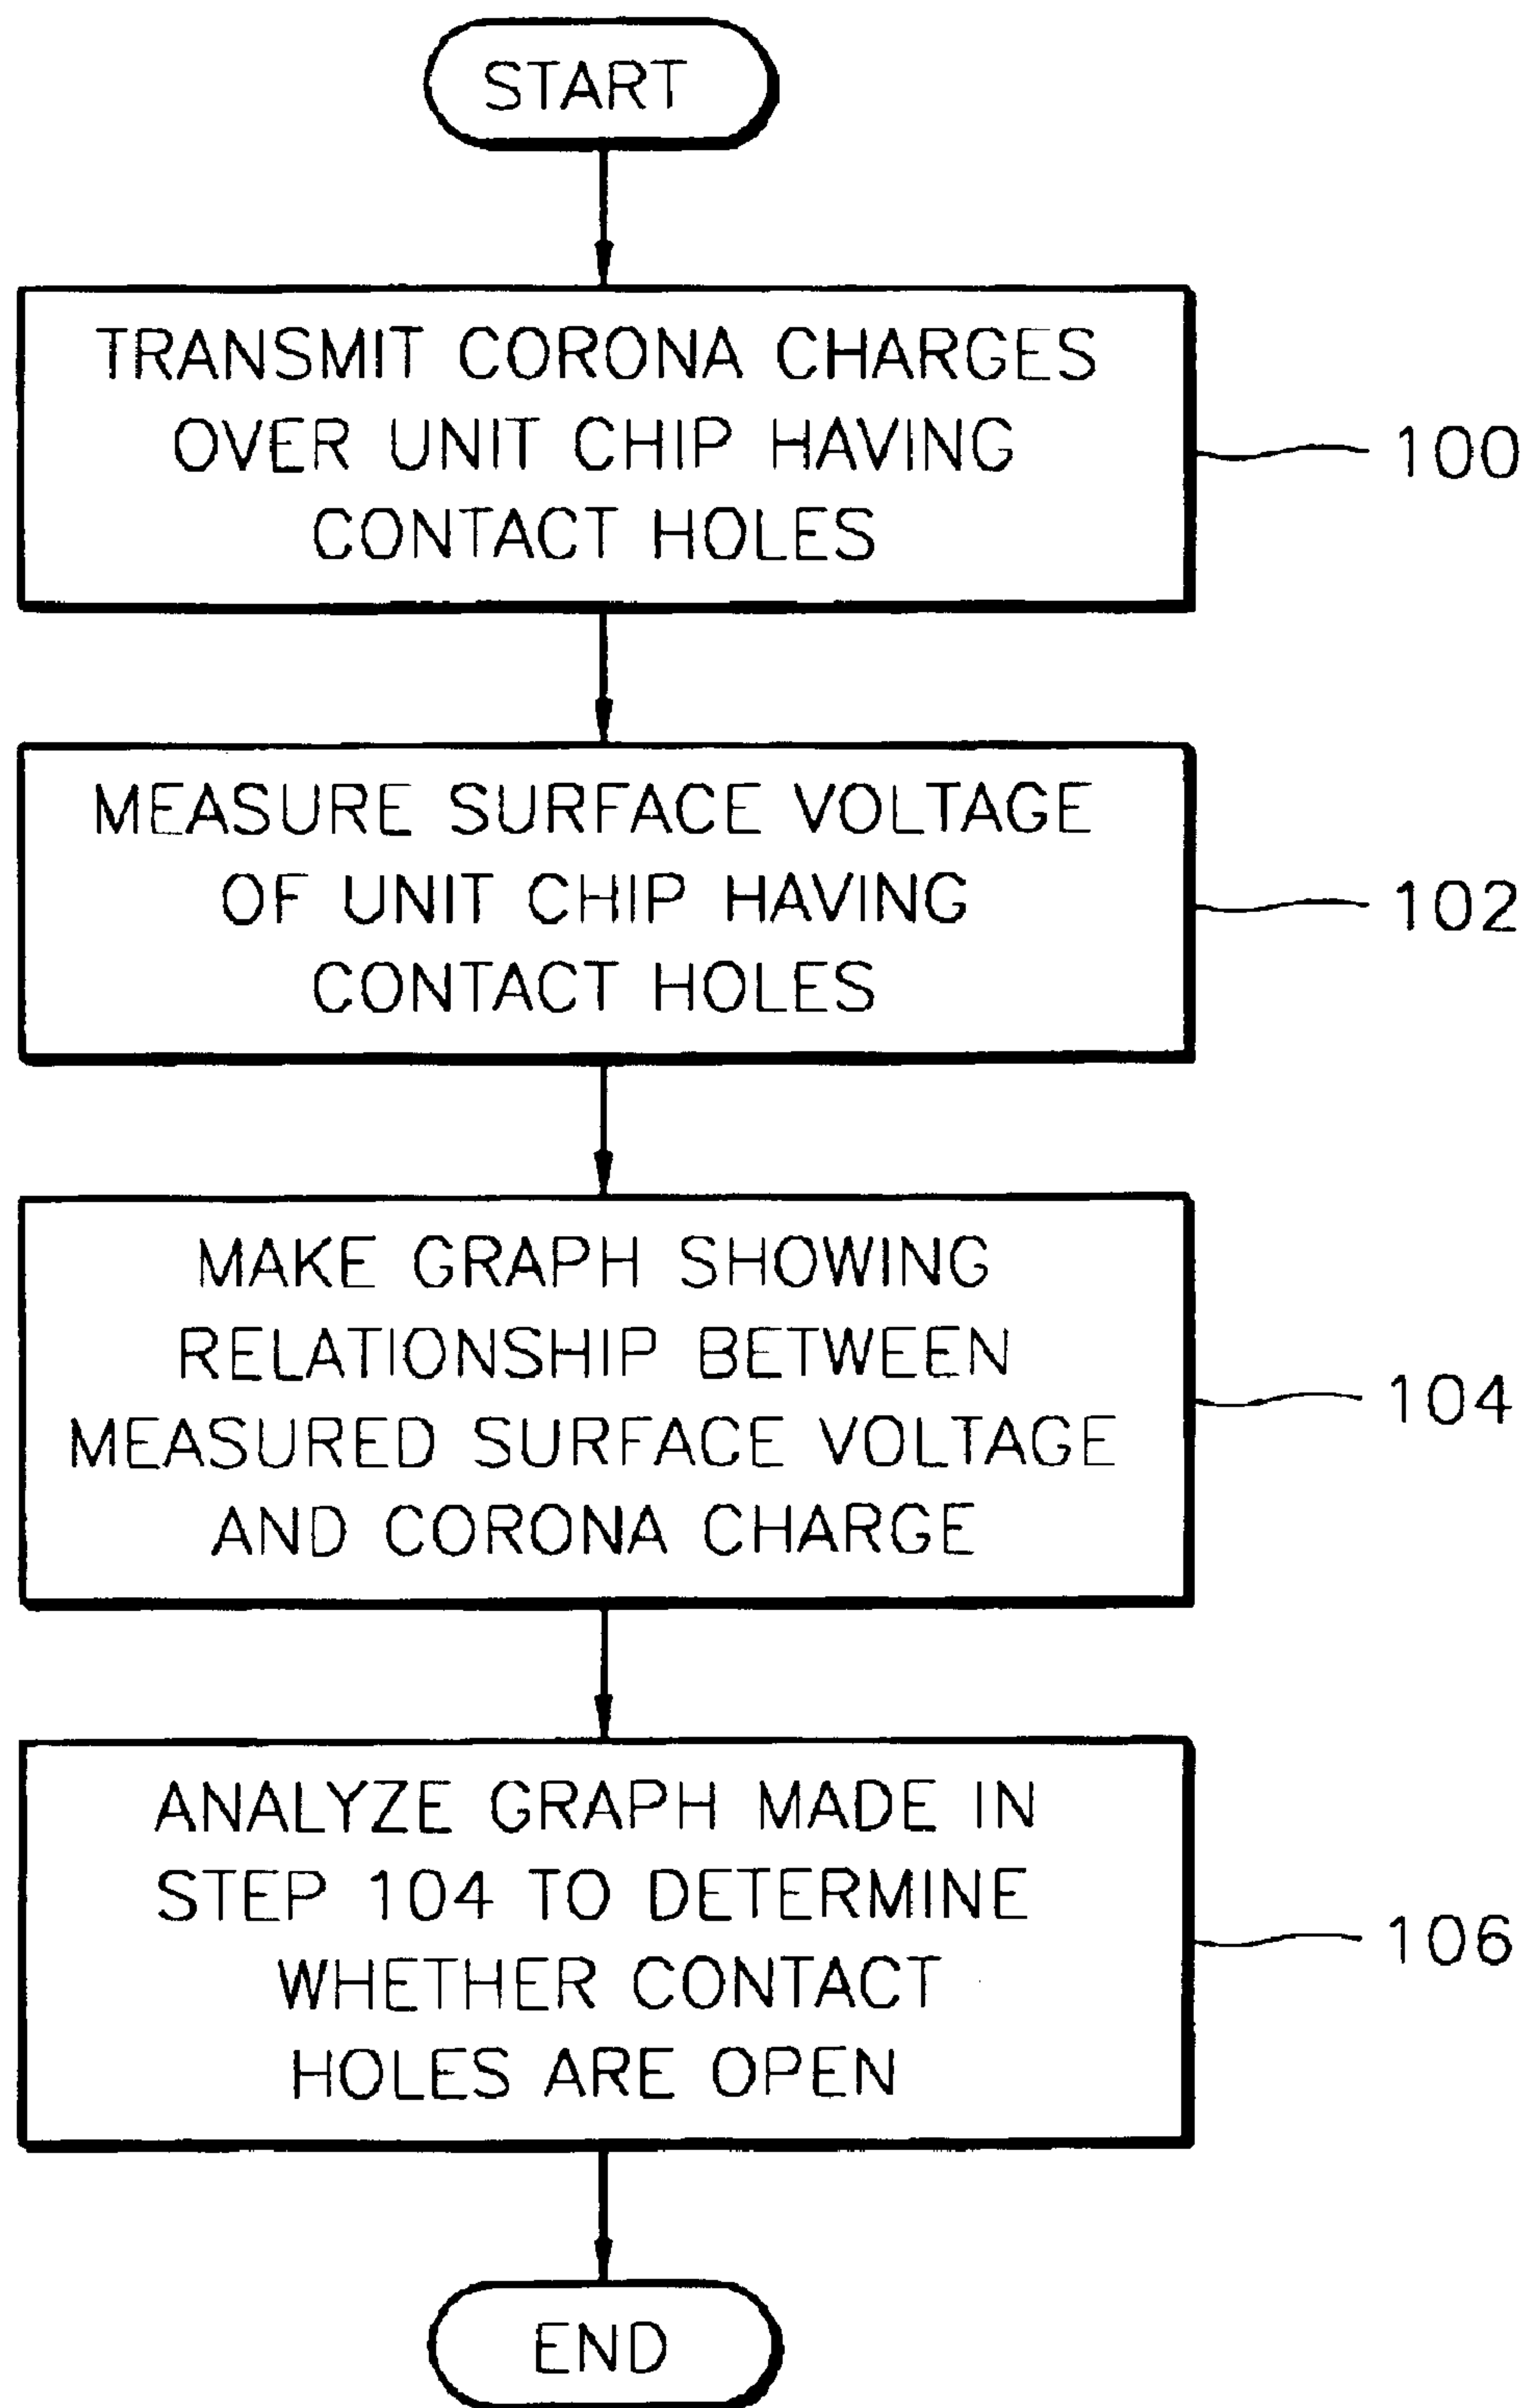 START
TRANSMIT CORONA CHARGES
OVER UNIT CHIP HAVING
CONTACT HOLES
100
MEASURE SURFACE VOLTAGE
OF UNIT CHIP HAVING
CONTACT HOLES
102
MAKE GRAPH SHOWING
RELATIONSHIP BETWEEN
MEASURED SURFACE VOLTAGE
AND CORONA CHARGE
104
ANALYZE GRAPH MADE IN
STEP 104 TO DETERMINE
WHETHER CONTACT
HOLES ARE OPEN
106
END